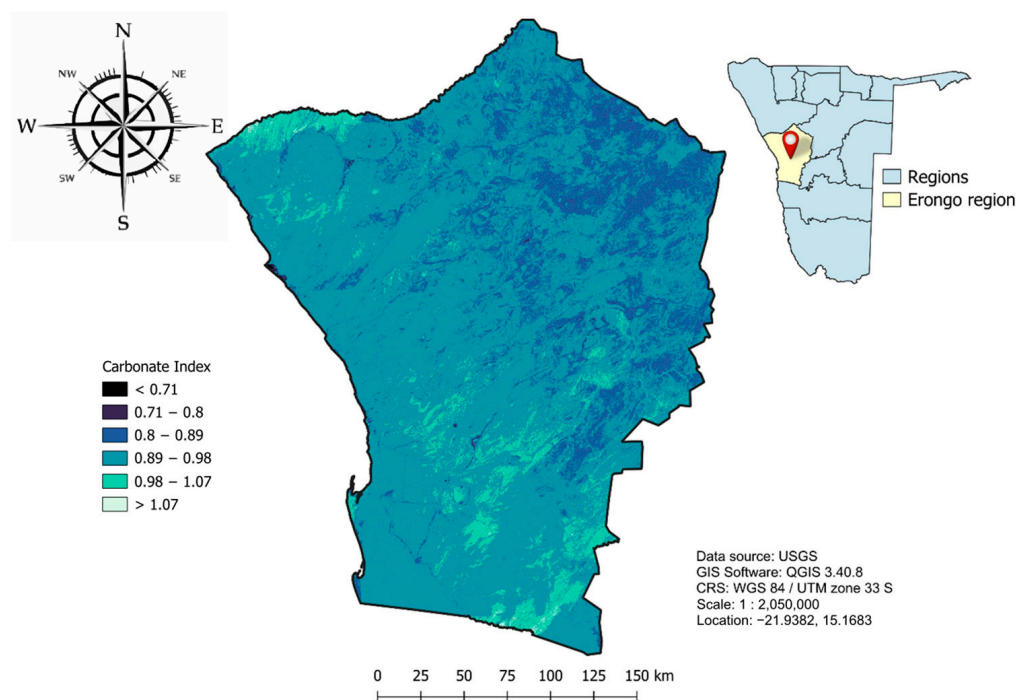 N
NW NE
W E
SW SE
S
Regions
Erongo region
Carbonate Index
< 0.71
0.71 – 0.8
0.8 – 0.89
0.89 – 0.98
0.98 – 1.07
> 1.07
Data source: USGS
GIS Software: QGIS 3.40.8
CRS: WGS 84 / UTM zone 33 S
Scale: 1 : 2,050,000
Location: −21.9382, 15.1683
0 25 50 75 100 125 150 km